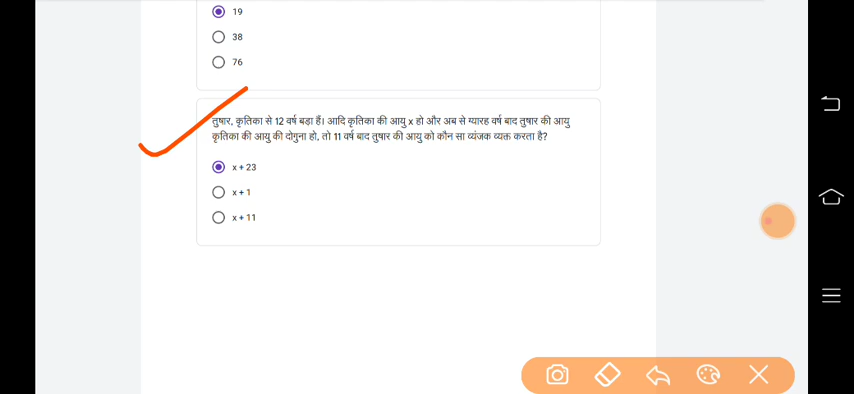 19
38
76
तुषार, कृतिका से 12 वर्ष बडा हैं। आदि कृतिका की आयु x हो और अब से ग्यारह वर्ष बाद तुषार की आयु
कृतिका की आयु की दोगुना हो, तो 11 वर्ष बाद तुषार की आयु को कौन सा व्यंजक व्यक्त करता है?
x + 23
x + 1
x + 11